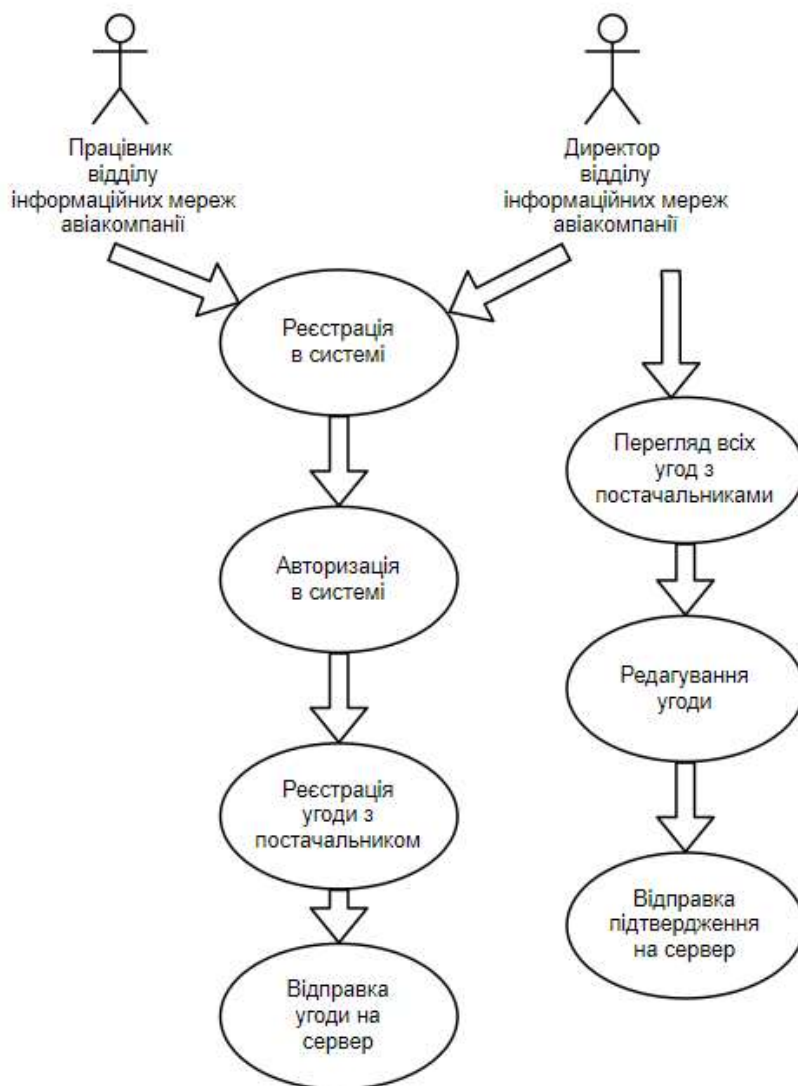 Працівник
відділу
інформаційних мереж
авіакомпанії
Директор
відділу
інформаційних мереж
авіакомпанії
Реєстрація
в системі
Перегляд всіх
угод з
постачальниками
Авторизація
в системі
Редагування
угоди
Реєстрація
угоди з
постачальником
Відправка
підтвердження
на сервер
Відправка
угоди на
сервер